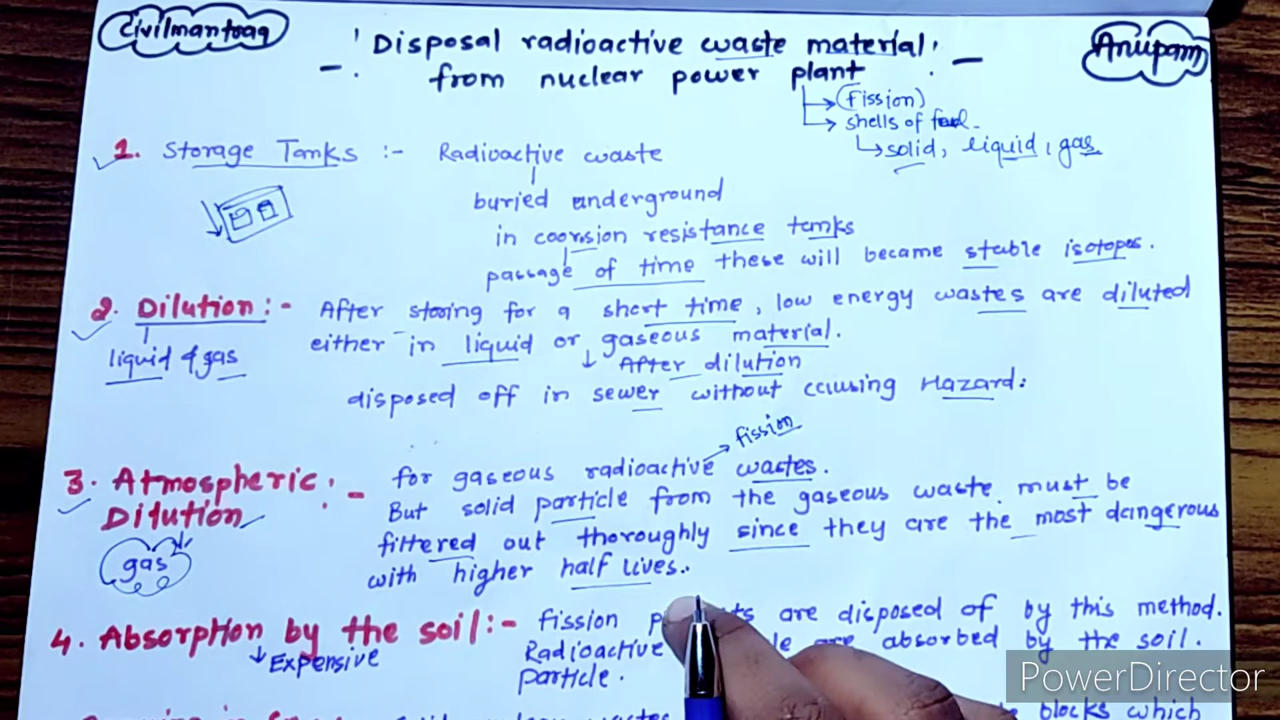 Civilmantraa
Anupam
-. ' Disposal radioactive waste material. ' -
from nuclear power plant
→ (fission)
→ shells of fuel.
↳ solid, liquid, gas
1. Storage Tanks :- Radioactive waste
buried underground
in coorsion resistance tanks
passage of time these will became stable isotopes.
2. Dilution :- After storing for a short time, low energy wastes are diluted
either in liquid or gaseous material.
liquid & gas
↓ After dilution
disposed off in sewer without causing Hazard.
→ fission
3. Atmospheric :- for gaseous radioactive wastes.
Dilution
But solid particle from the gaseous waste must be
filtered out thoroughly since they are the most dangerous
with higher half lives.
gas
4. Absorption by the soil :- fission are disposed of by this method.
↓ Expensive
Radioactive are absorbed by the soil.
particle.
blocks which
PowerDirector